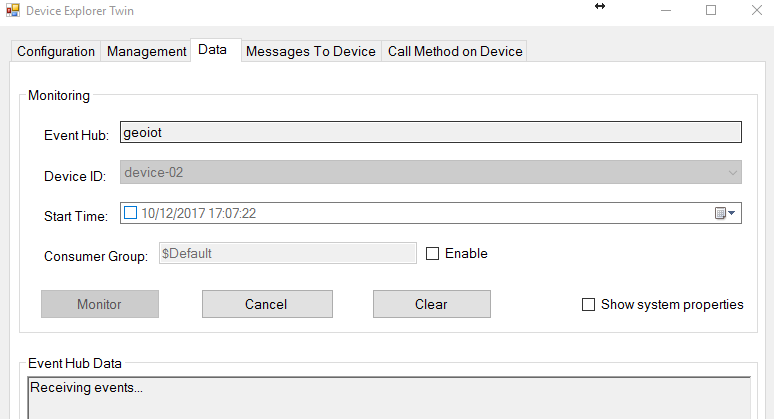 Device Explorer Twin
Configuration Management Data Messages To Device Call Method on Device
Monitoring
Event Hub: geoiot
Device ID: device-02
Start Time: 10/12/2017 17:07:22
Consumer Group: $Default Enable
Monitor Cancel Clear Show system properties
Event Hub Data
Receiving events...